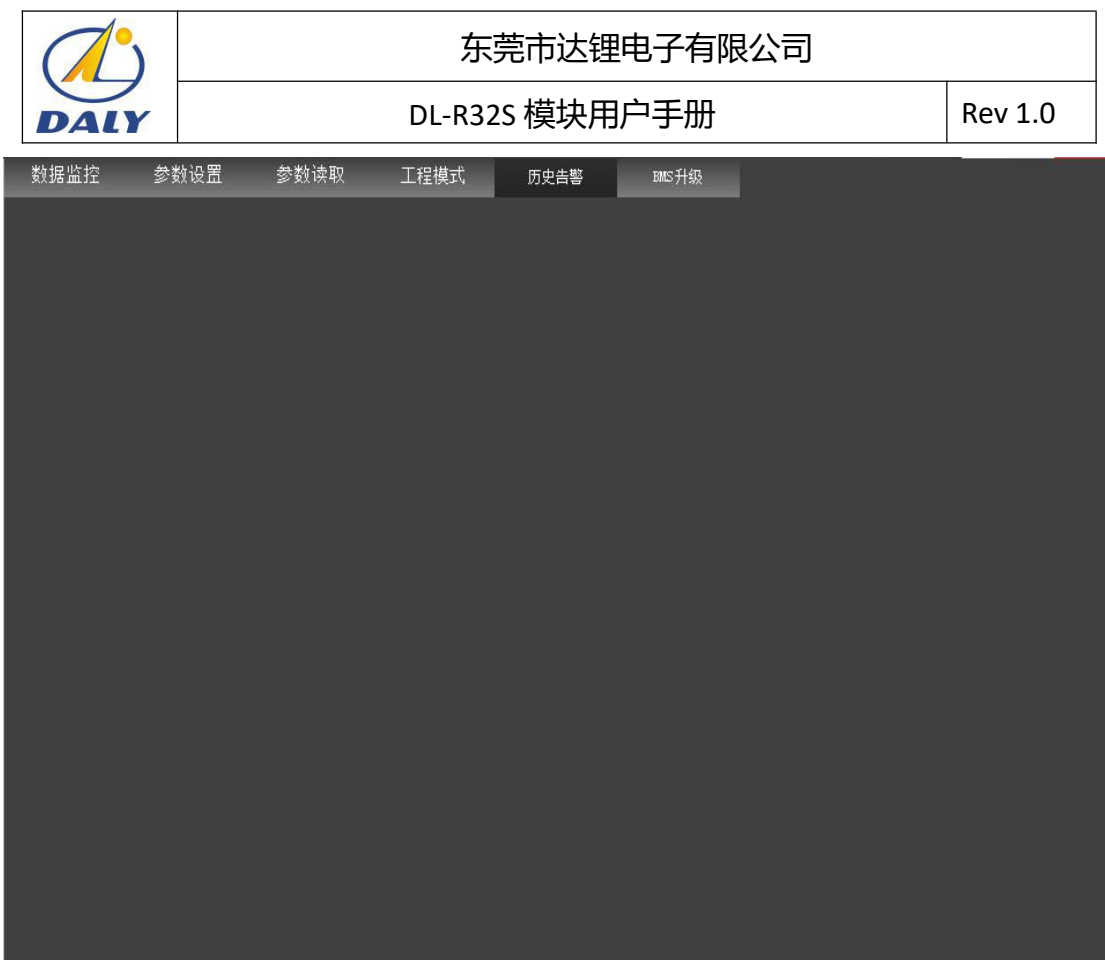 东莞市达锂电子有限公司
DALY
DL-R32S 模块用户手册
Rev 1.0
数据监控 参数设置 参数读取 工程模式 历史告警 BMS升级